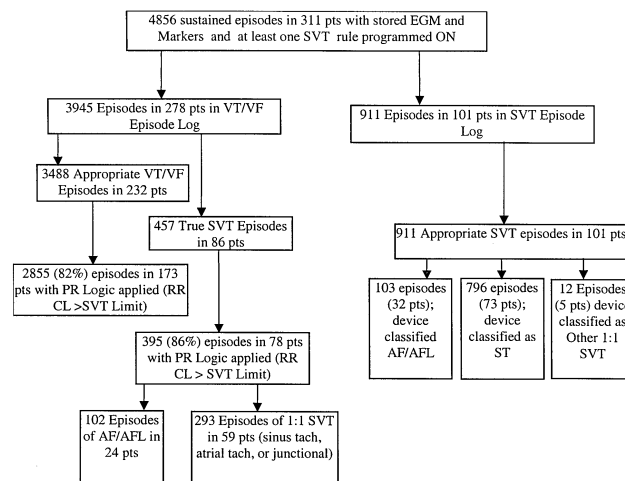 4856 sustained episodes in 311 pts with stored EGM and
Markers and at least one SVT rule programmed ON
3945 Episodes in 278 pts in VT/VF
Episode Log
911 Episodes in 101 pts in SVT Episode
Log
3488 Appropriate VT/VF
Episodes in 232 pts
457 True SVT Episodes
in 86 pts
911 Appropriate SVT episodes in 101 pts
2855 (82%) episodes in 173
pts with PR Logic applied (RR
CL >SVT Limit)
103 episodes
(32 pts);
device
classified
AF/AFL
796 episodes
(73 pts);
device
classified as
ST
12 Episodes
(5 pts) device
classified as
Other 1:1
SVT
395 (86%) episodes in 78 pts
with PR Logic applied (RR
CL > SVT Limit)
102 Episodes
of AF/AFL in
24 pts
293 Episodes of 1:1 SVT
in 59 pts (sinus tach,
atrial tach, or junctional)